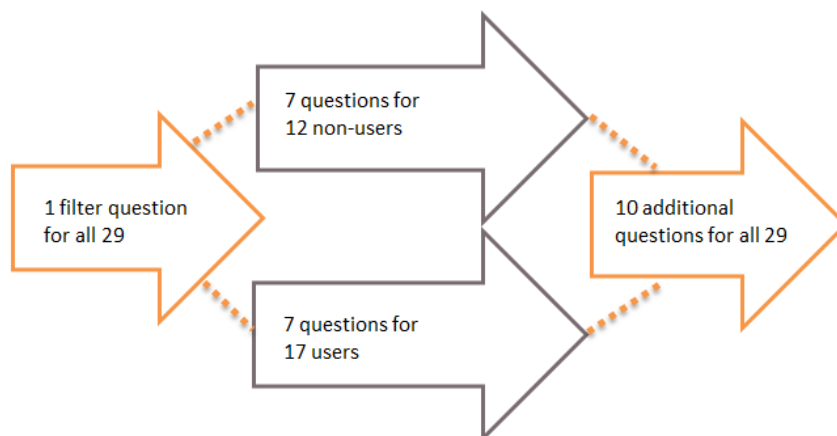 1 filter question
for all 29
7 questions for
12 non-users
7 questions for
17 users
10 additional
questions for all 29